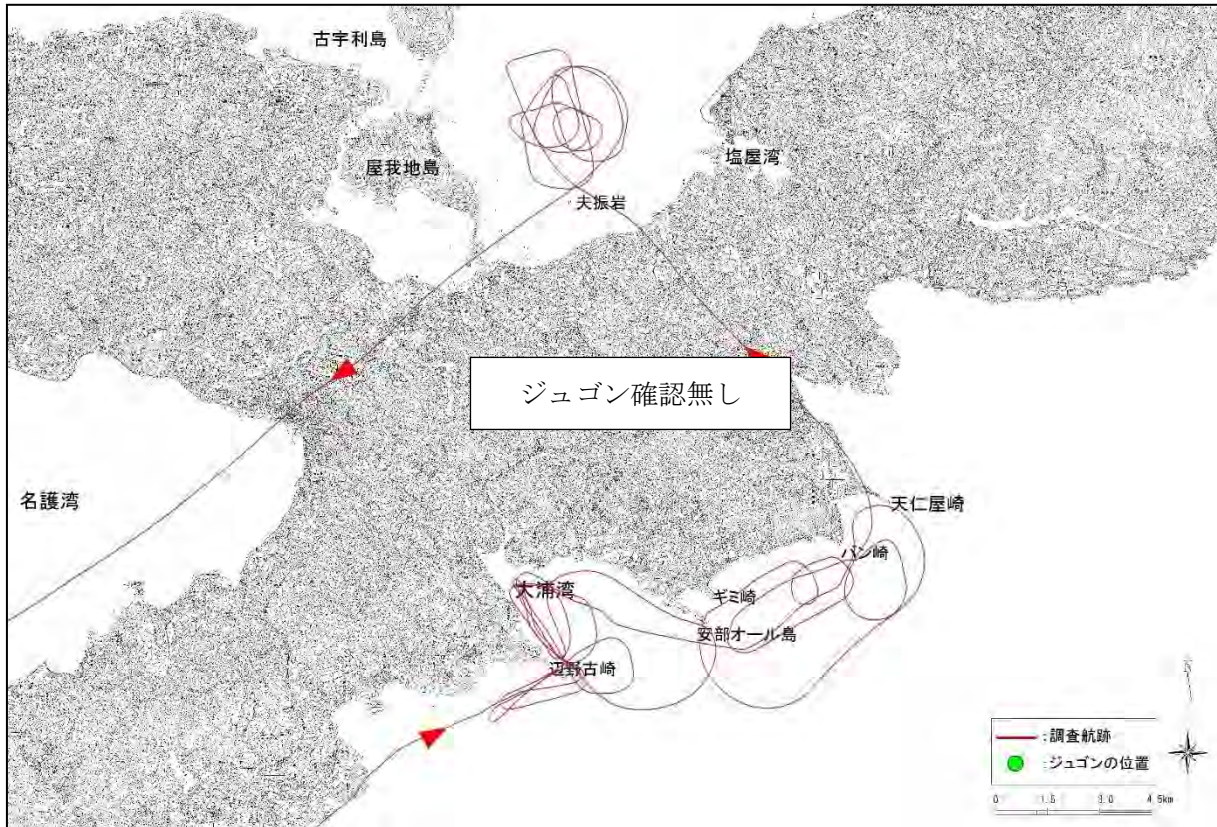 古宇利島
屋我地島
塩屋湾
夫振岩
ジュゴン確認無し
名護湾
天仁屋崎
バン崎
大浦湾
ギミ崎
安部オール島
辺野古崎
N
:調査航跡
:ジュゴンの位置
0 1.5 3.0 4.5km